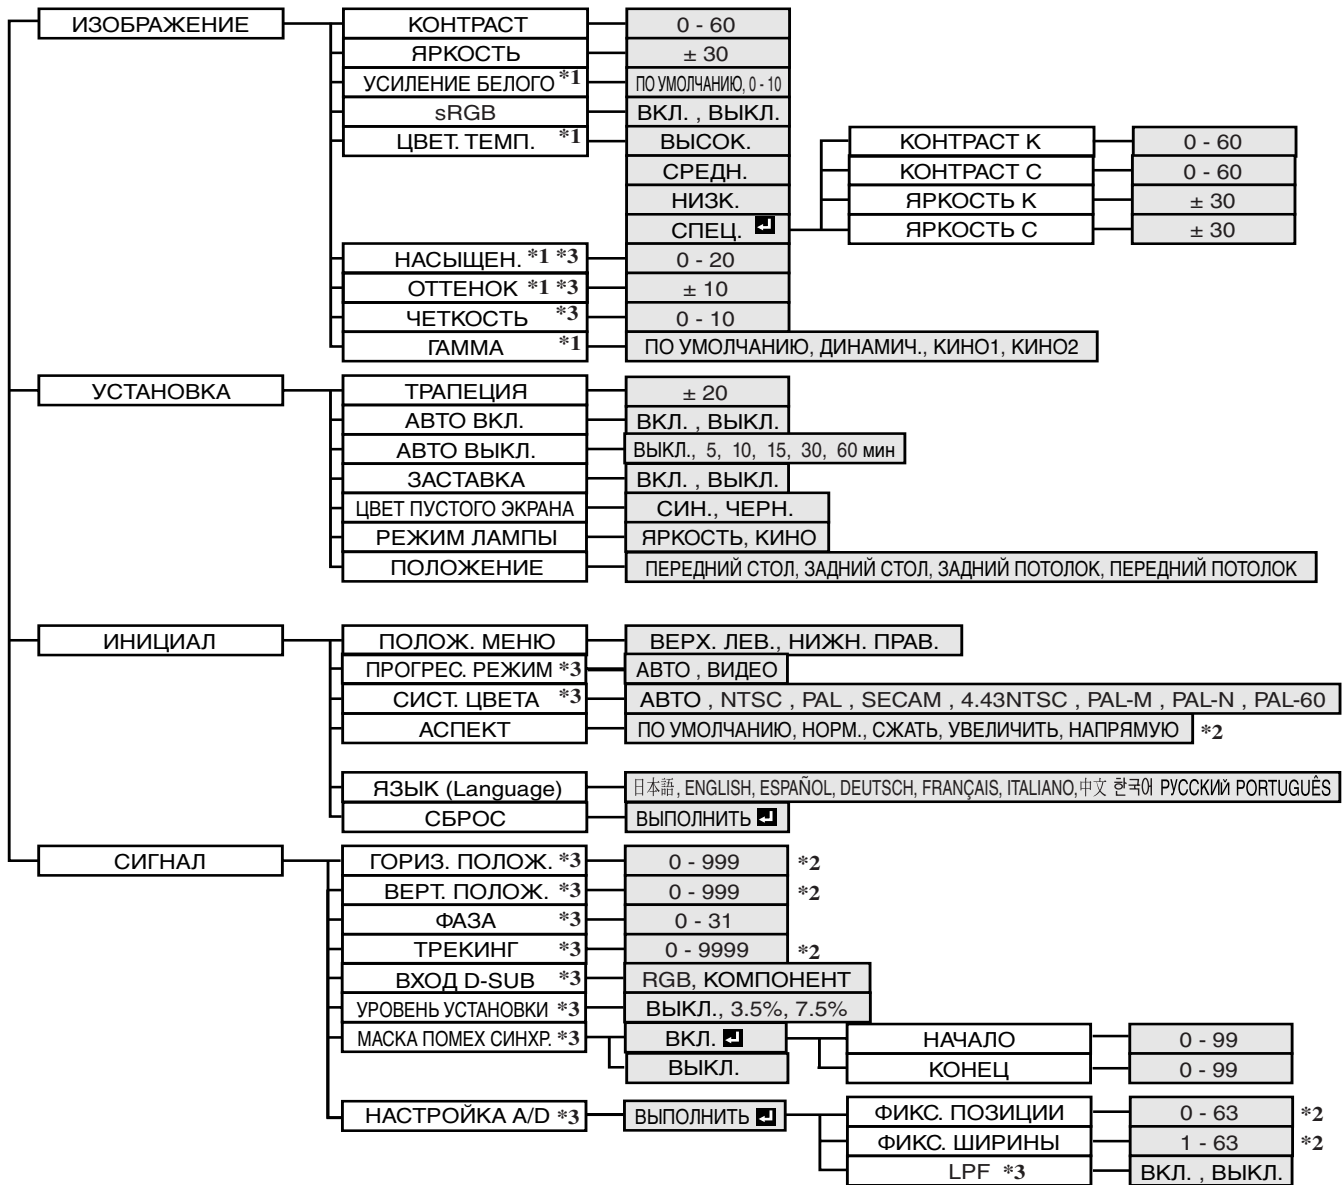 ИЗОБРАЖЕНИЕ КОНТРАСТ 0 - 60
ЯРКОСТЬ ± 30
УСИЛЕНИЕ БЕЛОГО *1 ПО УМОЛЧАНИЮ, 0 - 10
sRGB ВКЛ. , ВЫКЛ.
ЦВЕТ. ТЕМП. *1 ВЫСОК. КОНТРАСТ К 0 - 60
СРЕДН. КОНТРАСТ С 0 - 60
НИЗК. ЯРКОСТЬ К ± 30
СПЕЦ. ЯРКОСТЬ С ± 30
НАСЫЩЕН. *1 *3 0 - 20
ОТТЕНОК *1 *3 ± 10
ЧЕТКОСТЬ *3 0 - 10
ГАММА *1 ПО УМОЛЧАНИЮ, ДИНАМИЧ., КИНО1, КИНО2
УСТАНОВКА ТРАПЕЦИЯ ± 20
АВТО ВКЛ. ВКЛ. , ВЫКЛ.
АВТО ВЫКЛ. ВЫКЛ., 5, 10, 15, 30, 60 мин
ЗАСТАВКА ВКЛ. , ВЫКЛ.
ЦВЕТ ПУСТОГО ЭКРАНА СИН., ЧЕРН.
РЕЖИМ ЛАМПЫ ЯРКОСТЬ, КИНО
ПОЛОЖЕНИЕ ПЕРЕДНИЙ СТОЛ, ЗАДНИЙ СТОЛ, ЗАДНИЙ ПОТОЛОК, ПЕРЕДНИЙ ПОТОЛОК
ИНИЦИАЛ ПОЛОЖ. МЕНЮ ВЕРХ. ЛЕВ., НИЖН. ПРАВ.
ПРОГРЕС. РЕЖИМ *3 АВТО , ВИДЕО
СИСТ. ЦВЕТА *3 АВТО , NTSC , PAL , SECAM , 4.43NTSC , PAL-M , PAL-N , PAL-60
АСПЕКТ ПО УМОЛЧАНИЮ, НОРМ., СЖАТЬ, УВЕЛИЧИТЬ, НАПРЯМУЮ *2
ЯЗЫК (Language) 日本語, ENGLISH, ESPAÑOL, DEUTSCH, FRANÇAIS, ITALIANO, 中文 한국어 РУССКИЙ PORTUGUÊS
СБРОС ВЫПОЛНИТЬ
СИГНАЛ ГОРИЗ. ПОЛОЖ. *3 0 - 999 *2
ВЕРТ. ПОЛОЖ. *3 0 - 999 *2
ФАЗА *3 0 - 31
ТРЕКИНГ *3 0 - 9999 *2
ВХОД D-SUB *3 RGB, КОМПОНЕНТ
УРОВЕНЬ УСТАНОВКИ *3 ВЫКЛ., 3.5%, 7.5%
МАСКА ПОМЕХ СИНХР. *3 ВКЛ. НАЧАЛО 0 - 99
ВЫКЛ. КОНЕЦ 0 - 99
НАСТРОЙКА A/D *3 ВЫПОЛНИТЬ ФИКС. ПОЗИЦИИ 0 - 63 *2
ФИКС. ШИРИНЫ 1 - 63 *2
LPF *3 ВКЛ. , ВЫКЛ.